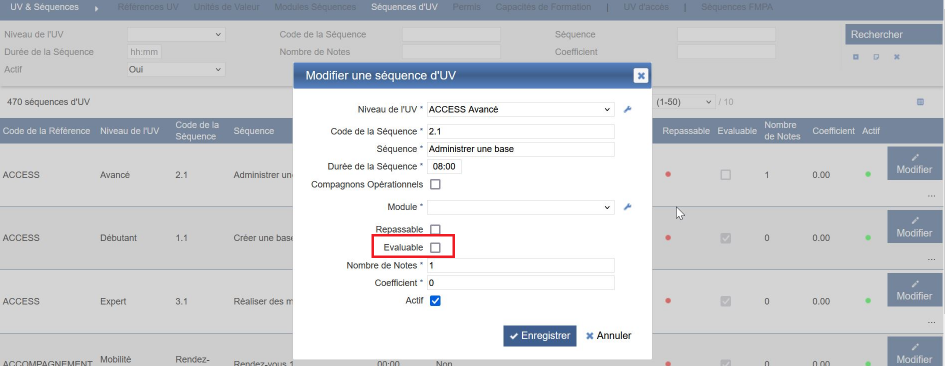 UV & Séquences Références UV Unités de Valeur Modules Séquences Séquences d'UV Permis Capacités de Formation | UV d'accès | Séquences FMPA
Niveau de l'UV Code de la Séquence Séquence Rechercher
Durée de la Séquence hh:mm Nombre de Notes Coefficient
Actif Oui
Modifier une séquence d'UV
470 séquences d'UV (1-50) / 10
Niveau de l'UV * ACCESS Avancé
Code de la Séquence * 2.1
Séquence * Administrer une base
Durée de la Séquence * 08:00
Compagnons Opérationnels
Module *
Repassable
Evaluable
Nombre de Notes * 1
Coefficient * 0
Actif
Enregistrer Annuler
Code de la Référence Niveau de l'UV Code de la Séquence Séquence Repassable Evaluable Nombre de Notes Coefficient Actif
ACCESS Avancé 2.1 Administrer un 1 0.00 Modifier
...
ACCESS Débutant 1.1 Créer une base 0 0.00 Modifier
...
ACCESS Expert 3.1 Réaliser des m 0 0.00 Modifier
...
ACCOMPAGNEMENT Mobilité Rendez- Rendez-vous 1 00:00 Non 0 0.00 Modifier